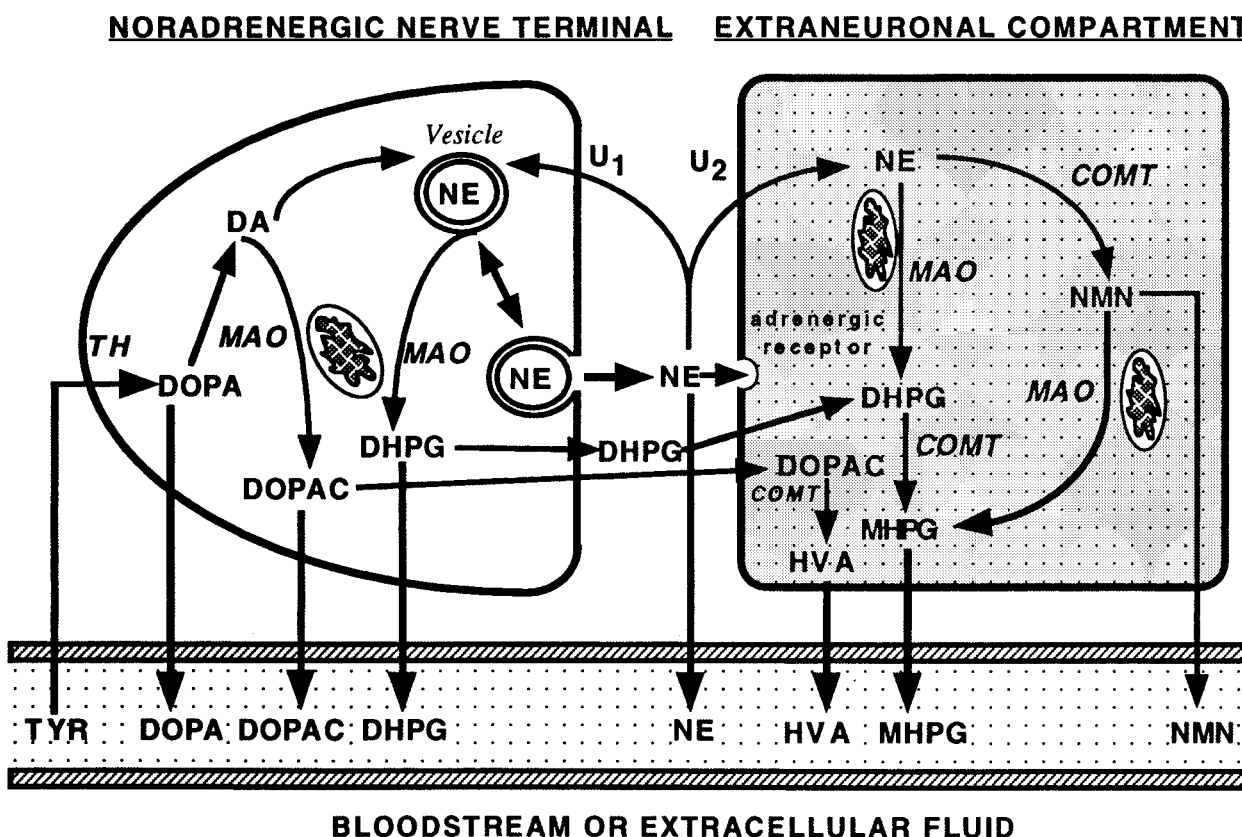 NORADRENERGIC NERVE TERMINAL
EXTRANEURONAL COMPARTMENT
Vesicle
U1
U2
NE
COMT
NE
DA
MAO
NMN
adrenergic
receptor
TH
MAO
MAO
DOPA
NE
NE
DHPG
MAO
DHPG
DHPG
COMT
DOPAC
DOPAC
COMT
MHPG
HVA
TYR
DOPA
DOPAC
DHPG
NE
HVA
MHPG
NMN
BLOODSTREAM OR EXTRACELLULAR FLUID